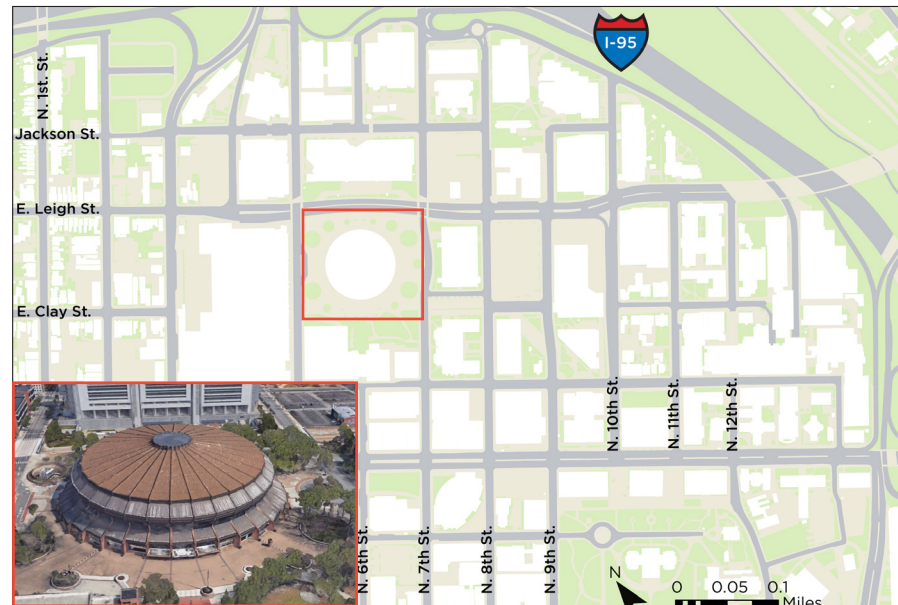 I-95
N. 1st. St.
Jackson St.
E. Leigh St.
E. Clay St.
N. 10th St.
N. 11th St.
N. 12th St.
N. 6th St.
N. 7th St.
N. 8th St.
N. 9th St.
N
0 0.05 0.1
Miles